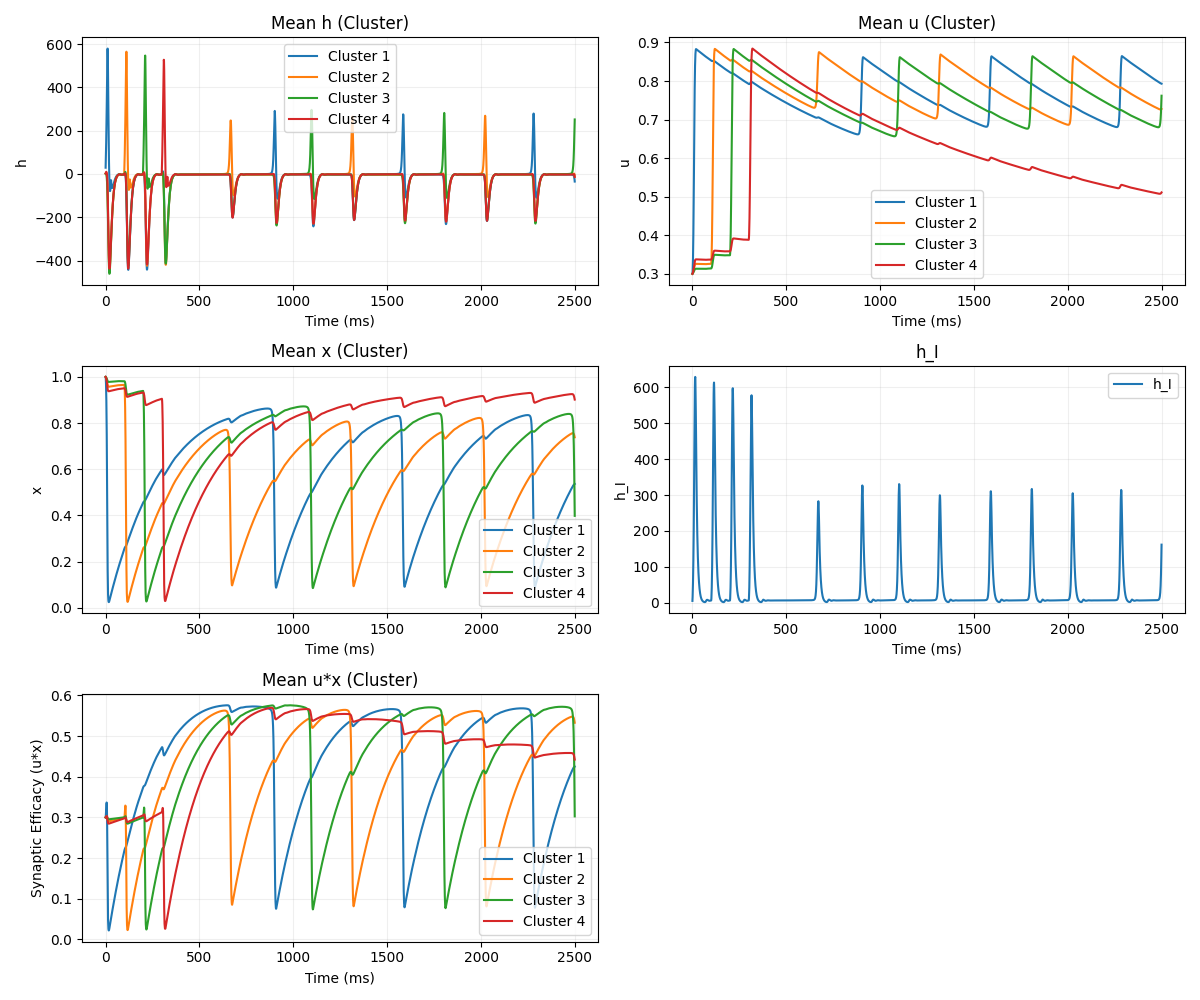 Mean h (Cluster)
600
400
200
0
−200
−400
h
0
500
1000
1500
2000
2500
Time (ms)
Cluster 1
Cluster 2
Cluster 3
Cluster 4
Mean u (Cluster)
0.9
0.8
0.7
0.6
0.5
0.4
0.3
u
0
500
1000
1500
2000
2500
Time (ms)
Cluster 1
Cluster 2
Cluster 3
Cluster 4
Mean x (Cluster)
1.0
0.8
0.6
0.4
0.2
0.0
x
0
500
1000
1500
2000
2500
Time (ms)
Cluster 1
Cluster 2
Cluster 3
Cluster 4
h_I
600
500
400
300
200
100
0
h_I
0
500
1000
1500
2000
2500
Time (ms)
h_I
Mean u*x (Cluster)
0.6
0.5
0.4
0.3
0.2
0.1
0.0
Synaptic Efficacy (u*x)
0
500
1000
1500
2000
2500
Time (ms)
Cluster 1
Cluster 2
Cluster 3
Cluster 4